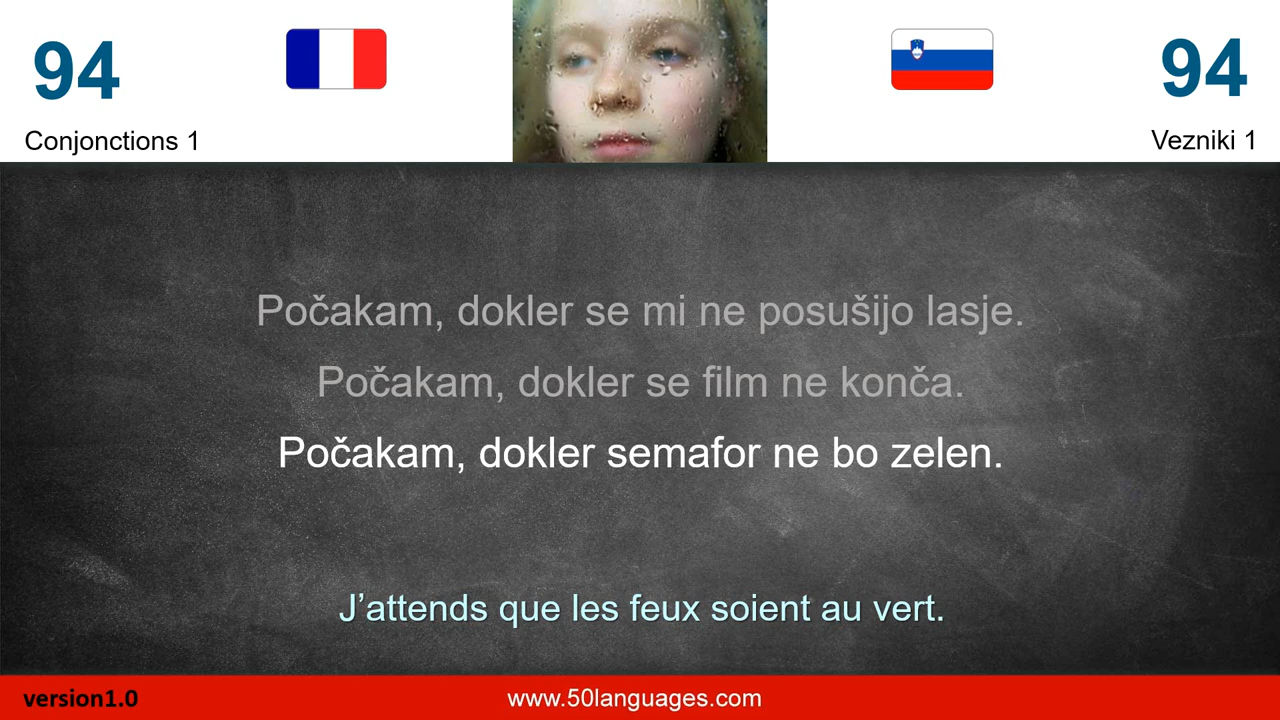 94
94
Conjonctions 1
Vezniki 1
Počakam, dokler se mi ne posušijo lasje.
Počakam, dokler se film ne konča.
Počakam, dokler semafor ne bo zelen.
J’attends que les feux soient au vert.
version1.0
www.50languages.com